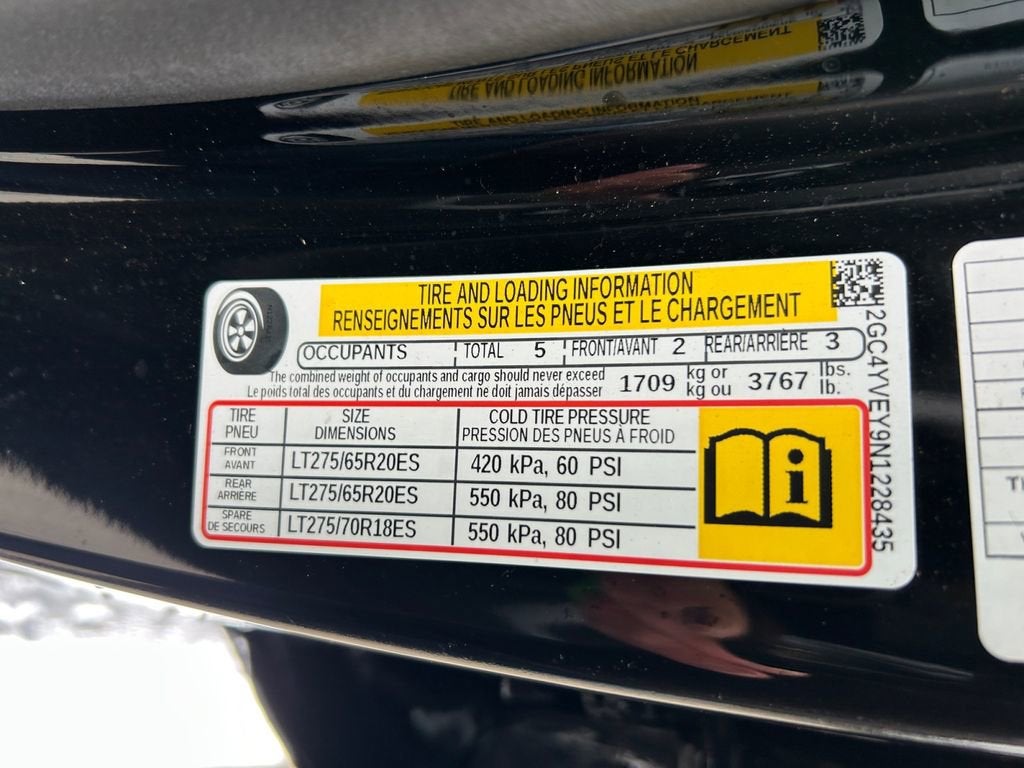 TIRE AND LOADING INFORMATION
RENSEIGNEMENTS SUR LES PNEUS ET LE CHARGEMENT
OCCUPANTS TOTAL 5 FRONT/AVANT 2 REAR/ARRIÈRE 3
The combined weight of occupants and cargo should never exceed 1709 kg or 3767 lbs.
Le poids total des occupants et du chargement ne doit jamais dépasser kg ou lb.
TIRE SIZE COLD TIRE PRESSURE
PNEU DIMENSIONS PRESSION DES PNEUS À FROID
FRONT
AVANT LT275/65R20ES 420 kPa, 60 PSI
REAR
ARRIÈRE LT275/65R20ES 550 kPa, 80 PSI
SPARE
DE SECOURS LT275/70R18ES 550 kPa, 80 PSI
2GC4YVEY9N1228435
TIRE AND LOADING INFORMATION